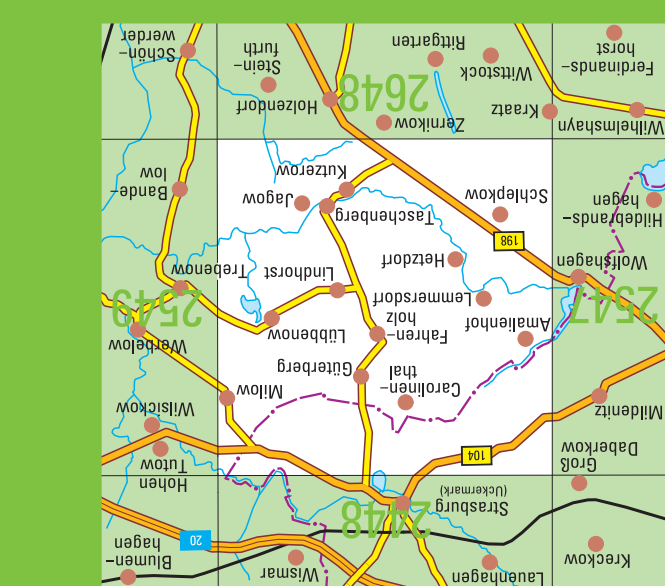 Lauenhagen
Wismar
Kreckow
Blumen-
hagen
20
Strasburg
(Uckermark)
2448
Groß
Daberkow
Hohen
Tutow
104
Mildenitz
Wilsickow
Carolinen-
thal
Milow
Güterberg
Amalienhof
Fahren-
holz
Lübbenow
Werbelow
2547
2549
Lemmersdorf
Lindhorst
Trebenow
Wolfshagen
Hetzdorf
198
Hildebrands-
hagen
Taschenberg
Schlepkow
Jagow
Bande-
low
Kutzerow
Wilhelmshayn
Zernikow
Kraatz
2648
Holzendorf
Wittstock
Stein-
furth
Ferdinands-
horst
Rittgarten
Schön-
werder